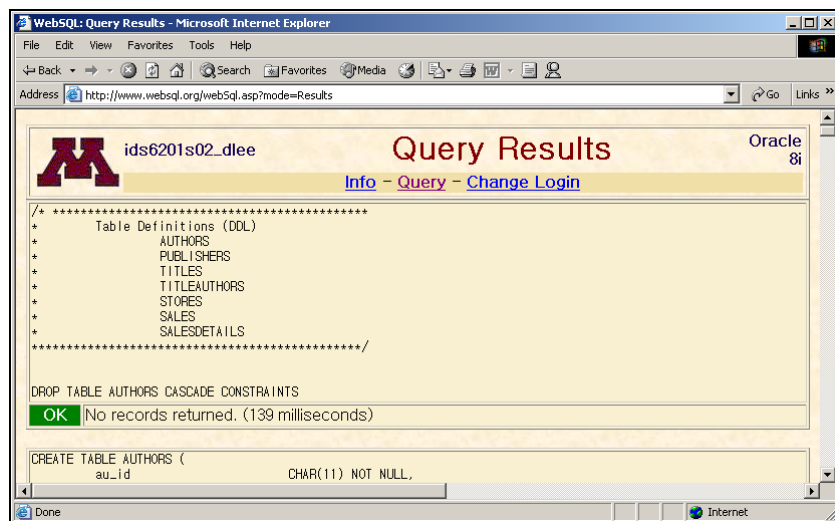 WebSQL: Query Results - Microsoft Internet Explorer
File Edit View Favorites Tools Help
Back Search Favorites Media
Address http://www.websql.org/webSql.asp?mode=Results Go Links »
M ids6201s02_dlee Query Results Oracle 8i
Info - Query - Change Login
/* *********************************************
* Table Definitions (DDL)
* AUTHORS
* PUBLISHERS
* TITLES
* TITLEAUTHORS
* STORES
* SALES
* SALESDETAILS
***********************************************/
DROP TABLE AUTHORS CASCADE CONSTRAINTS
OK No records returned. (139 milliseconds)
CREATE TABLE AUTHORS (
au_id CHAR(11) NOT NULL,
Done Internet